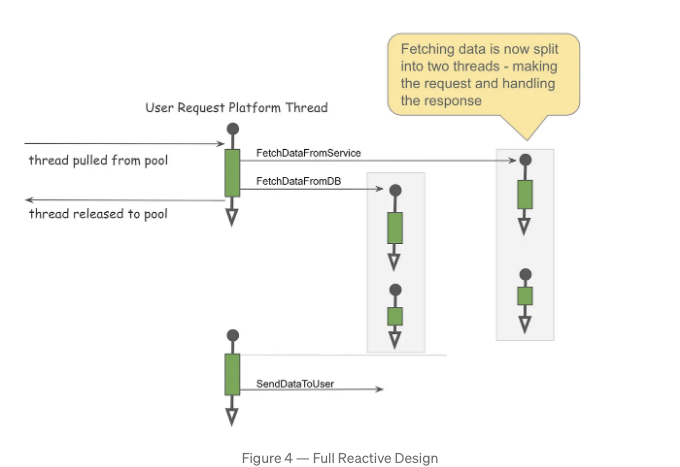 Fetching data is now split
into two threads - making
the request and handling
the response
User Request Platform Thread
FetchDataFromService
thread pulled from pool
FetchDataFromDB
thread released to pool
SendDataToUser
Figure 4 — Full Reactive Design